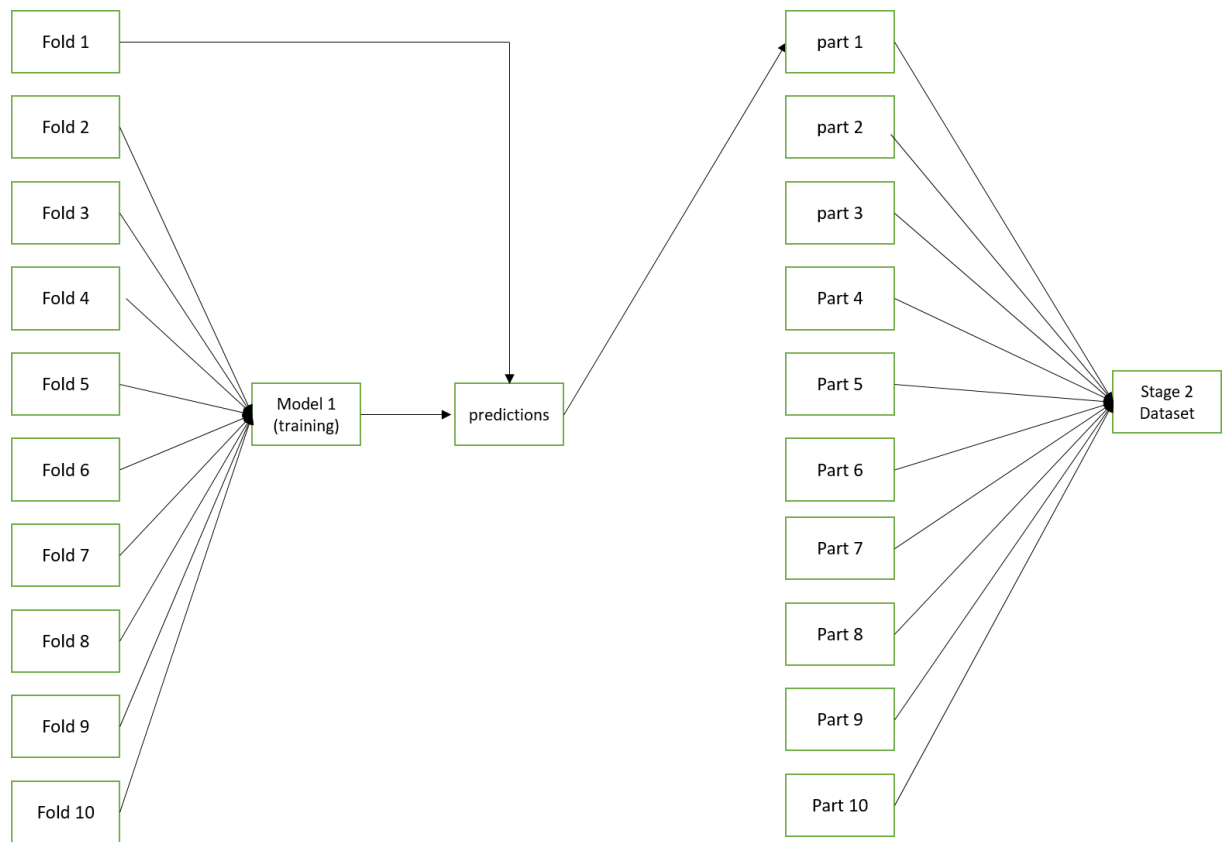 Fold 1
Fold 2
Fold 3
Fold 4
Fold 5
Fold 6
Fold 7
Fold 8
Fold 9
Fold 10
Model 1
(training)
predictions
part 1
part 2
part 3
Part 4
Part 5
Part 6
Part 7
Part 8
Part 9
Part 10
Stage 2
Dataset